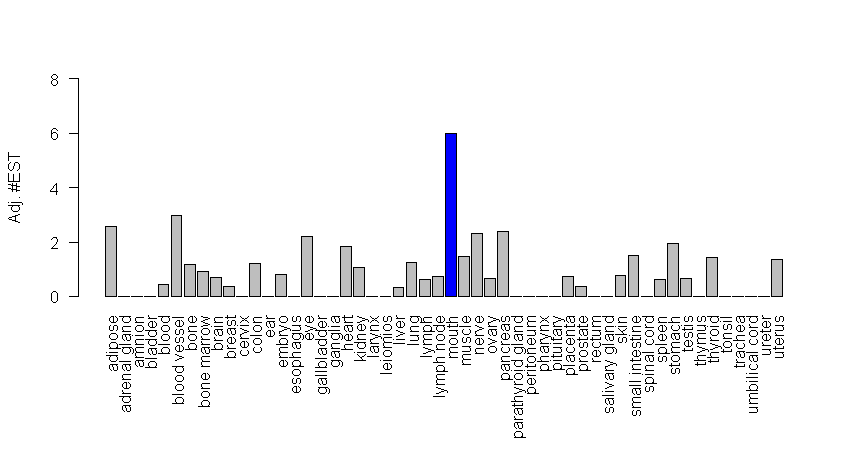 Adj. #EST
8
6
4
2
0
adipose
adrenal gland
amnion
bladder
blood
blood vessel
bone
bone marrow
brain
breast
cervix
colon
ear
embryo
esophagus
eye
gallbladder
ganglia
heart
kidney
larynx
leiomios
liver
lung
lymph
lymph node
mouth
muscle
nerve
ovary
pancreas
parathyroid gland
peritoneum
pharynx
pituitary
placenta
prostate
rectum
salivary gland
skin
small intestine
spinal cord
spleen
stomach
testis
thymus
thyroid
tonsil
trachea
umbilical cord
ureter
uterus